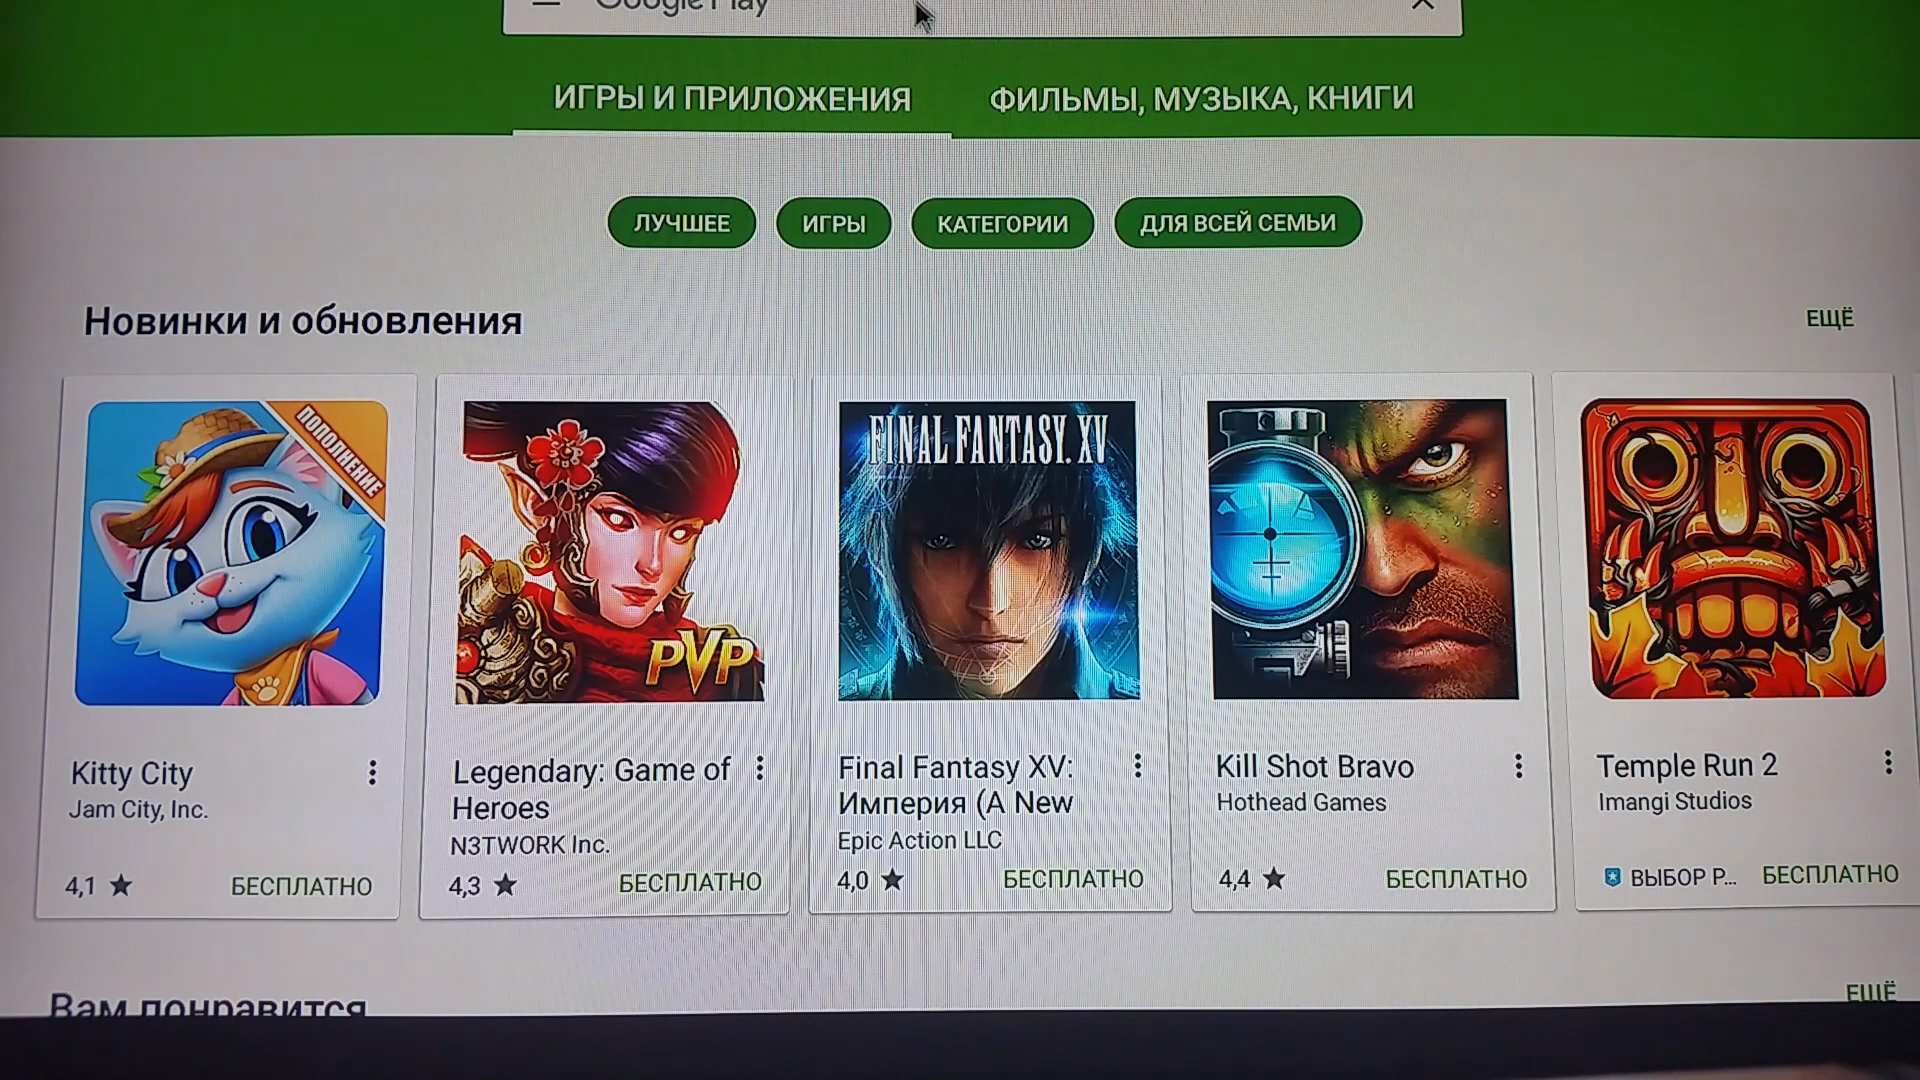 Google Play
ИГРЫ И ПРИЛОЖЕНИЯ
ФИЛЬМЫ, МУЗЫКА, КНИГИ
ЛУЧШЕЕ
ИГРЫ
КАТЕГОРИИ
ДЛЯ ВСЕЙ СЕМЬИ
Новинки и обновления
ЕЩЁ
ПОПОЛНЕНИЕ
Kitty City
Jam City, Inc.
4,1 ★
БЕСПЛАТНО
PVP
Legendary: Game of
Heroes
N3TWORK Inc.
4,3 ★
БЕСПЛАТНО
FINAL FANTASY. XV
Final Fantasy XV:
Империя (A New
Epic Action LLC
4,0 ★
БЕСПЛАТНО
Kill Shot Bravo
Hothead Games
4,4 ★
БЕСПЛАТНО
Temple Run 2
Imangi Studios
ВЫБОР Р...
БЕСПЛАТНО
Вам понравится
ЕЩЁ